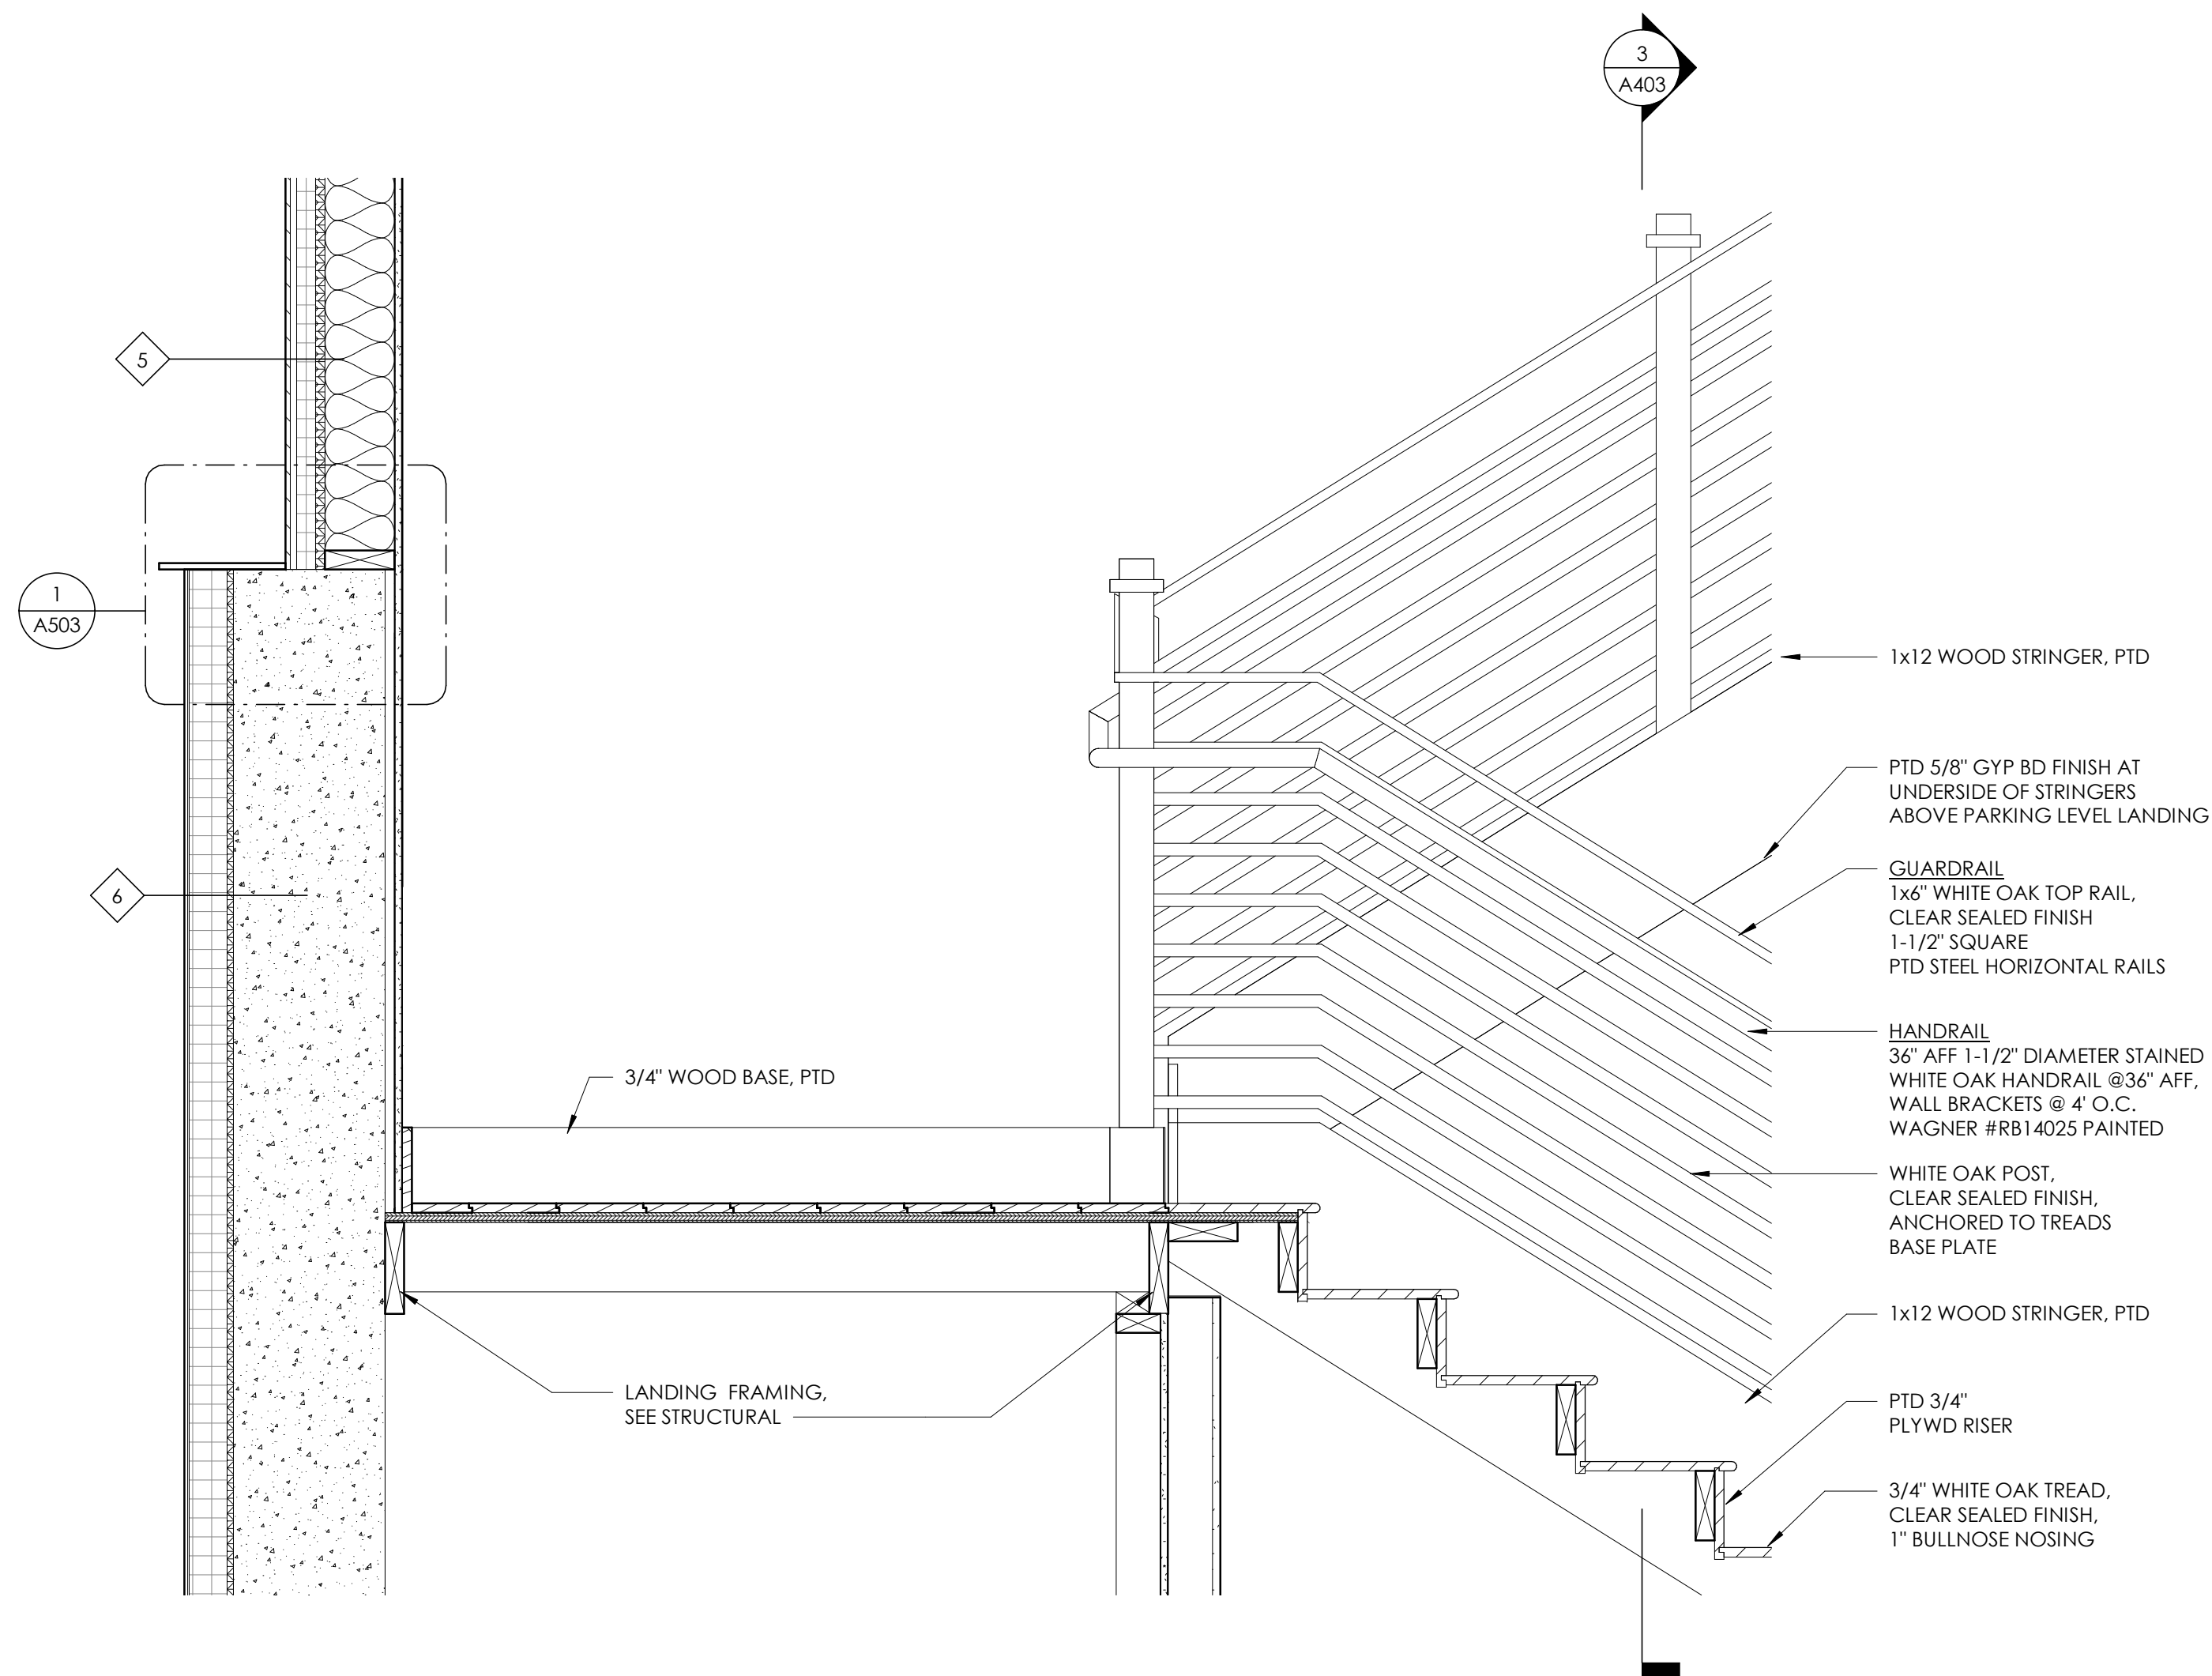 3
A403
5
1
A503
6
3/4" WOOD BASE, PTD
LANDING FRAMING,
SEE STRUCTURAL
1x12 WOOD STRINGER, PTD
PTD 5/8" GYP BD FINISH AT
UNDERSIDE OF STRINGERS
ABOVE PARKING LEVEL LANDING
GUARDRAIL
1x6" WHITE OAK TOP RAIL,
CLEAR SEALED FINISH
1-1/2" SQUARE
PTD STEEL HORIZONTAL RAILS
HANDRAIL
36" AFF 1-1/2" DIAMETER STAINED
WHITE OAK HANDRAIL @36" AFF,
WALL BRACKETS @ 4' O.C.
WAGNER #RB14025 PAINTED
WHITE OAK POST,
CLEAR SEALED FINISH,
ANCHORED TO TREADS
BASE PLATE
1x12 WOOD STRINGER, PTD
PTD 3/4"
PLYWD RISER
3/4" WHITE OAK TREAD,
CLEAR SEALED FINISH,
1" BULLNOSE NOSING